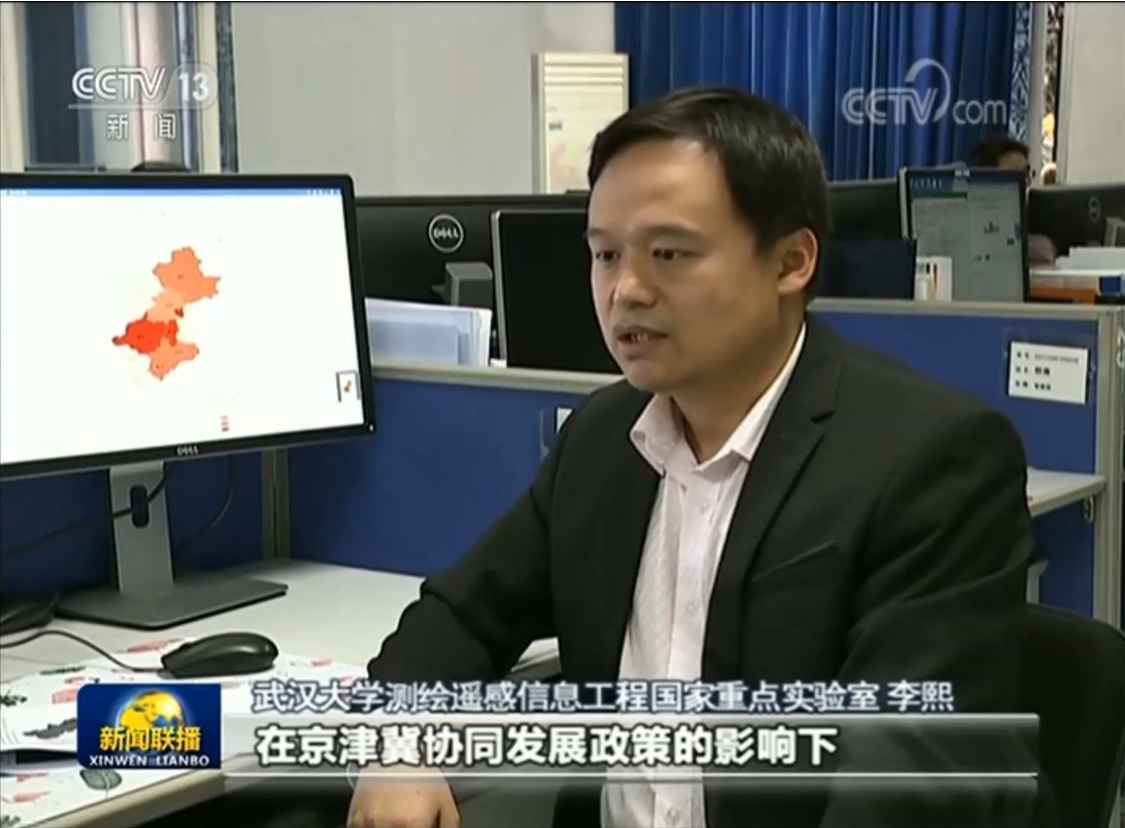 CCTV 13
新闻
CCTV.com
DELL
DELL
武汉大学测绘遥感信息工程国家重点实验室 李熙
新闻联播
XINWEN LIANBO
在京津冀协同发展政策的影响下